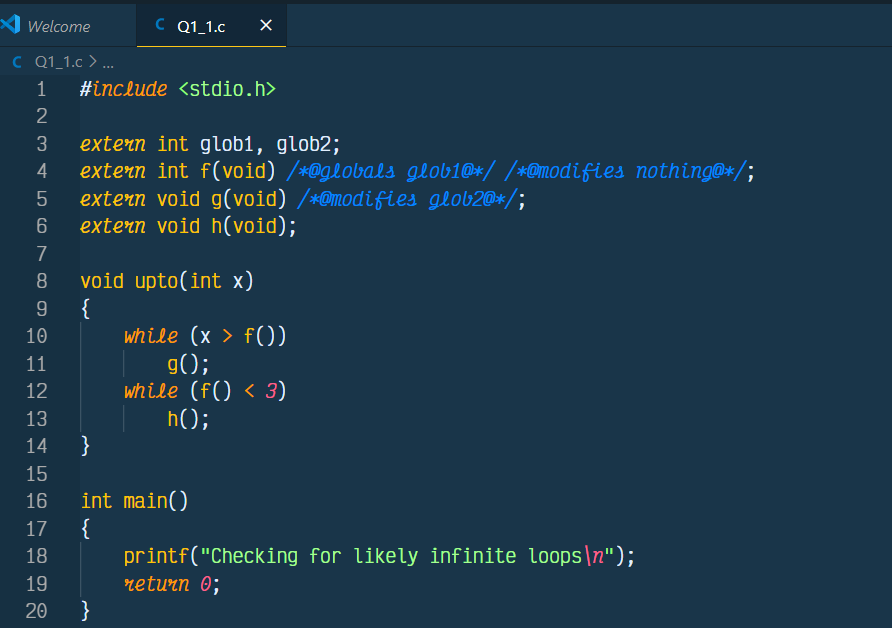 Welcome
C Q1_1.c ×
C Q1_1.c > ...
1 #include <stdio.h>
2
3 extern int glob1, glob2;
4 extern int f(void) /*@globals glob1@*/ /*@modifies nothing@*/;
5 extern void g(void) /*@modifies glob2@*/;
6 extern void h(void);
7
8 void upto(int x)
9 {
10     while (x > f())
11         g();
12     while (f() < 3)
13         h();
14 }
15
16 int main()
17 {
18     printf("Checking for likely infinite loops\n");
19     return 0;
20 }